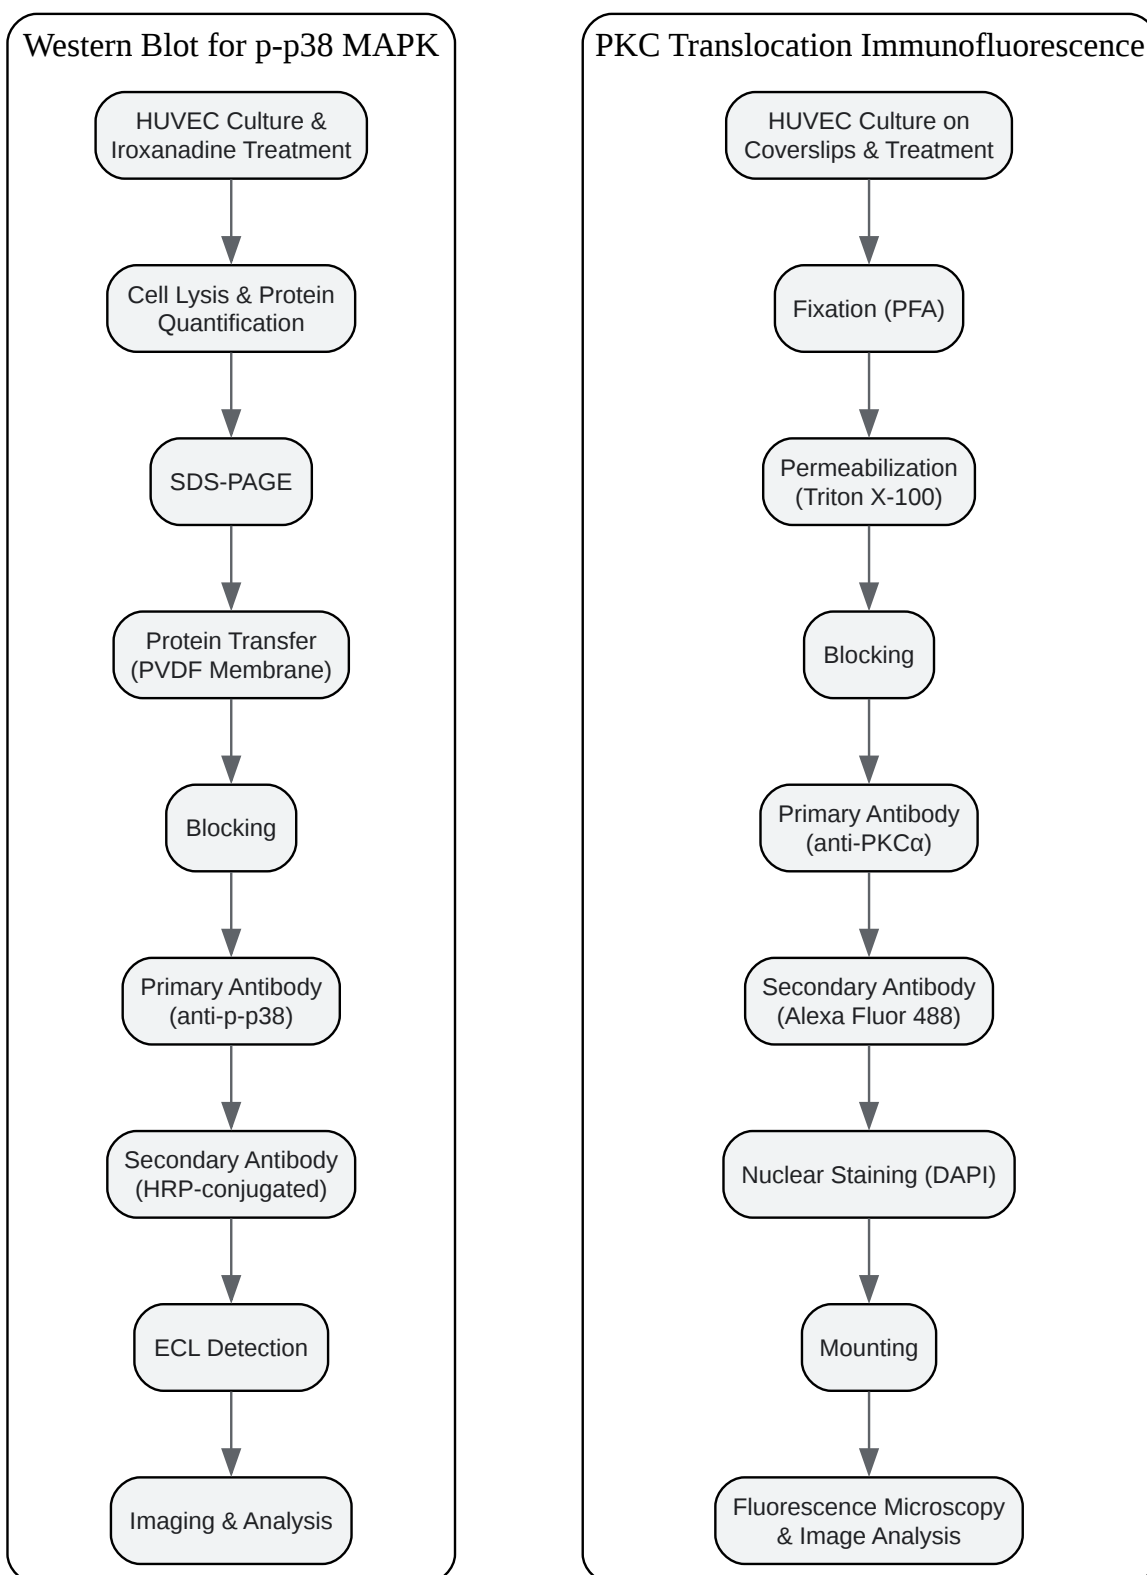 Western Blot for p-p38 MAPK
HUVEC Culture &
Iroxanadine Treatment
Cell Lysis & Protein
Quantification
SDS-PAGE
Protein Transfer
(PVDF Membrane)
Blocking
Primary Antibody
(anti-p-p38)
Secondary Antibody
(HRP-conjugated)
ECL Detection
Imaging & Analysis
PKC Translocation Immunofluorescence
HUVEC Culture on
Coverslips & Treatment
Fixation (PFA)
Permeabilization
(Triton X-100)
Blocking
Primary Antibody
(anti-PKCα)
Secondary Antibody
(Alexa Fluor 488)
Nuclear Staining (DAPI)
Mounting
Fluorescence Microscopy
& Image Analysis